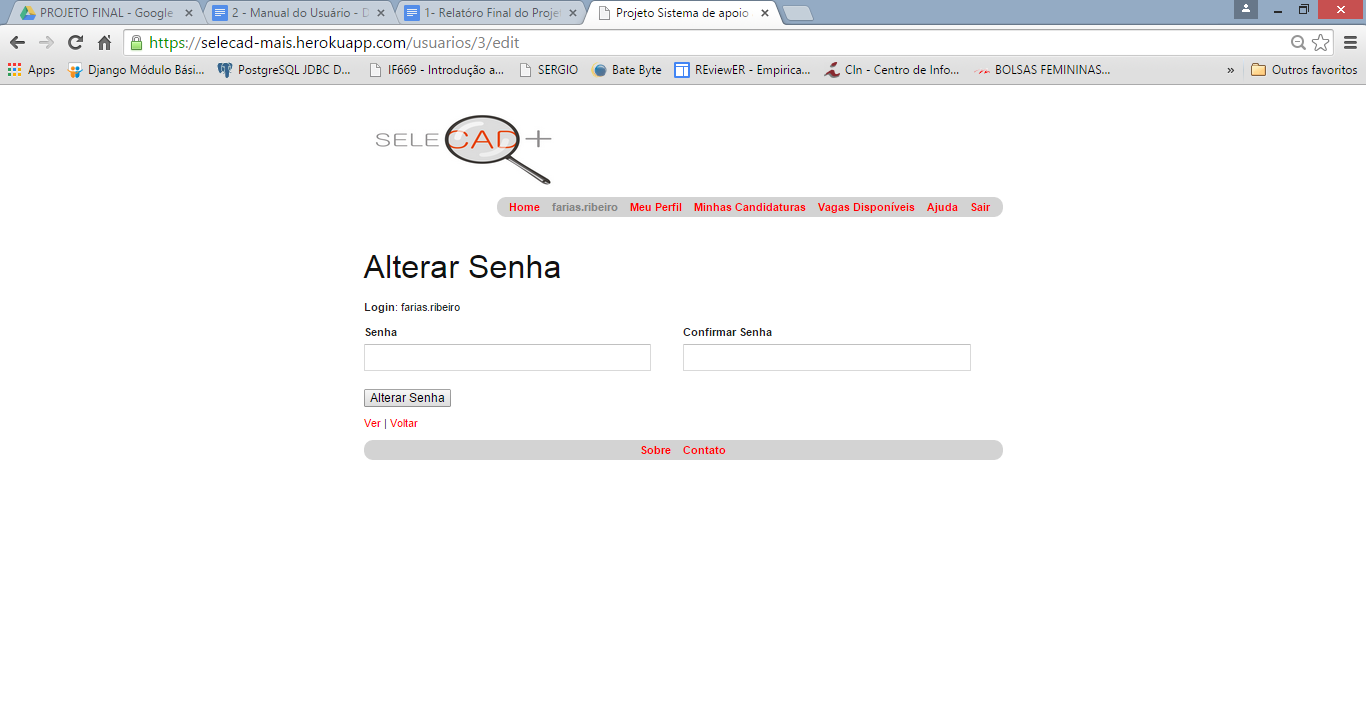 PROJETO FINAL - Google
2 - Manual do Usuário - D
1- Relatóro Final do Proje
Projeto Sistema de apoio
https://selecad-mais.herokuapp.com/usuarios/3/edit
Apps Django Módulo Bási... PostgreSQL JDBC D... IF669 - Introdução a... SERGIO Bate Byte REviewER - Empirica... CIn - Centro de Info... BOLSAS FEMININAS... » Outros favoritos
SELECAD+
Home farias.ribeiro Meu Perfil Minhas Candidaturas Vagas Disponíveis Ajuda Sair
Alterar Senha
Login: farias.ribeiro
Senha Confirmar Senha
Alterar Senha
Ver | Voltar
Sobre Contato